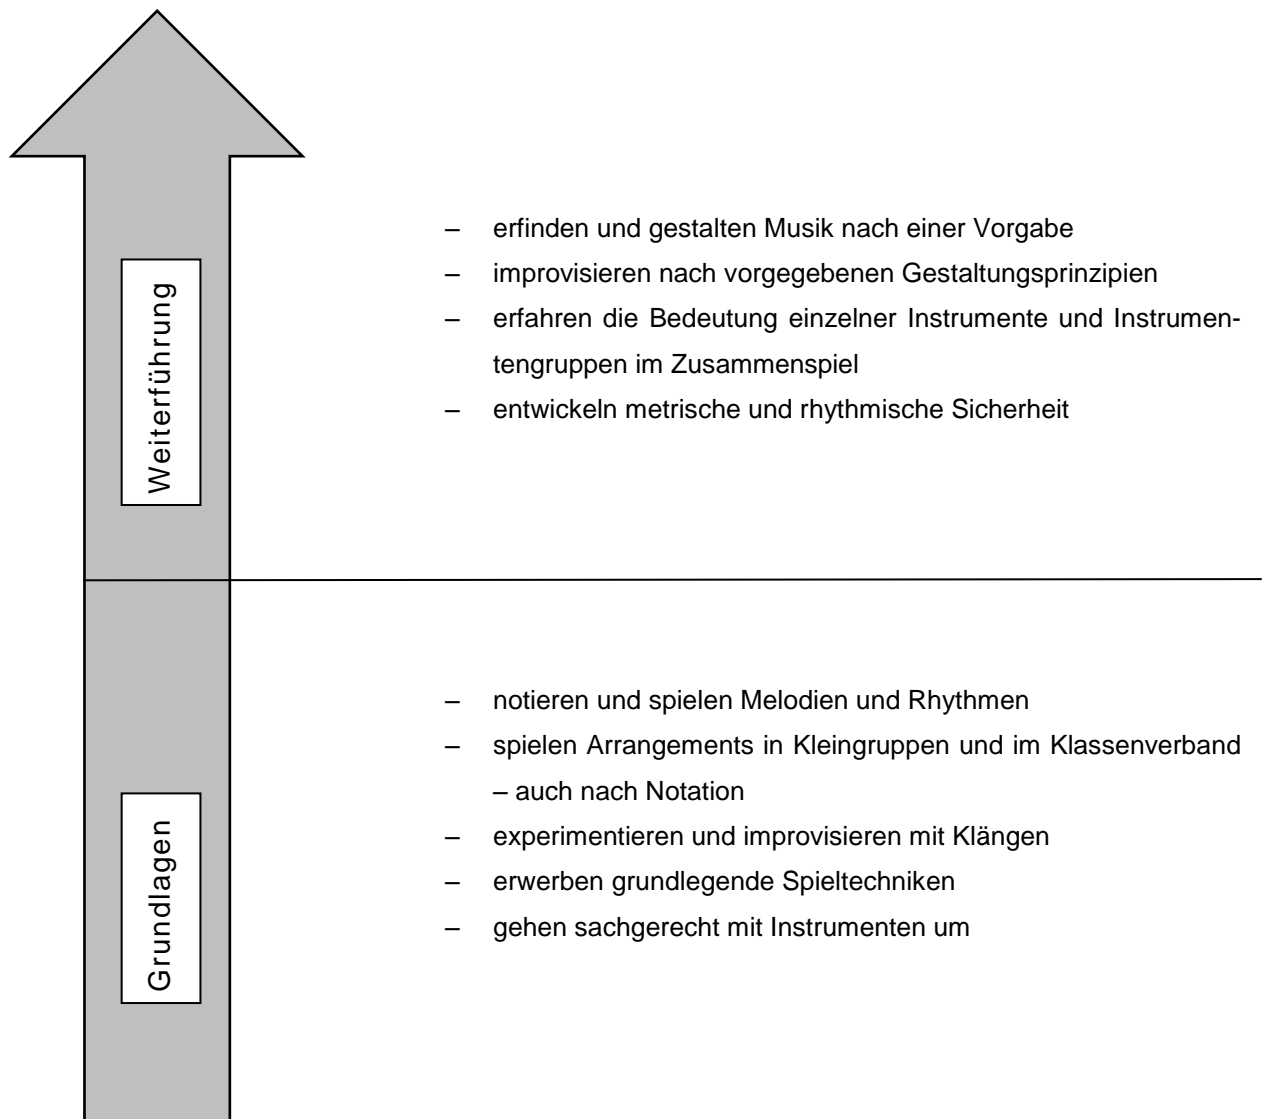 Weiterführung
– erfinden und gestalten Musik nach einer Vorgabe
– improvisieren nach vorgegebenen Gestaltungsprinzipien
– erfahren die Bedeutung einzelner Instrumente und Instrumen-
tengruppen im Zusammenspiel
– entwickeln metrische und rhythmische Sicherheit
Grundlagen
– notieren und spielen Melodien und Rhythmen
– spielen Arrangements in Kleingruppen und im Klassenverband
– auch nach Notation
– experimentieren und improvisieren mit Klängen
– erwerben grundlegende Spieltechniken
– gehen sachgerecht mit Instrumenten um